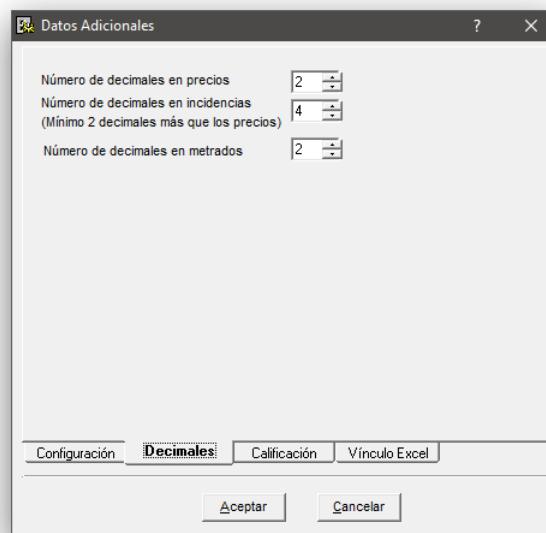 Datos Adicionales ?
Número de decimales en precios 2
Número de decimales en incidencias
(Mínimo 2 decimales más que los precios) 4
Número de decimales en metrados 2
Configuración Decimales Calificación Vínculo Excel
Aceptar Cancelar